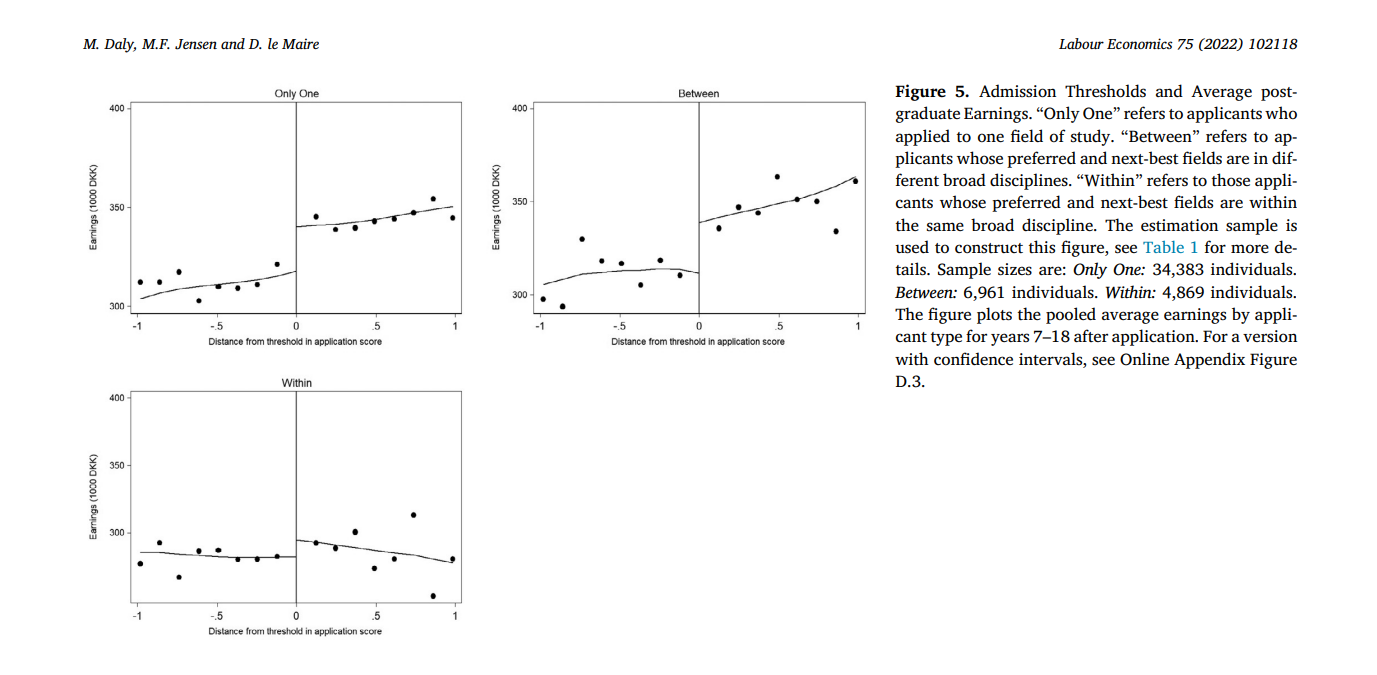 M. Daly, M.F. Jensen and D. le Maire
Labour Economics 75 (2022) 102118
Only One
400
350
300
Earnings (1000 DKK)
-1
-.5
0
.5
1
Distance from threshold in application score
Between
400
350
300
Earnings (1000 DKK)
-1
-.5
0
.5
1
Distance from threshold in application score
Within
400
350
300
Earnings (1000 DKK)
-1
-.5
0
.5
1
Distance from threshold in application score
Figure 5. Admission Thresholds and Average post-
graduate Earnings. “Only One” refers to applicants who
applied to one field of study. “Between” refers to ap-
plicants whose preferred and next-best fields are in dif-
ferent broad disciplines. “Within” refers to those appli-
cants whose preferred and next-best fields are within
the same broad discipline. The estimation sample is
used to construct this figure, see Table 1 for more de-
tails. Sample sizes are: Only One: 34,383 individuals.
Between: 6,961 individuals. Within: 4,869 individuals.
The figure plots the pooled average earnings by appli-
cant type for years 7–18 after application. For a version
with confidence intervals, see Online Appendix Figure
D.3.